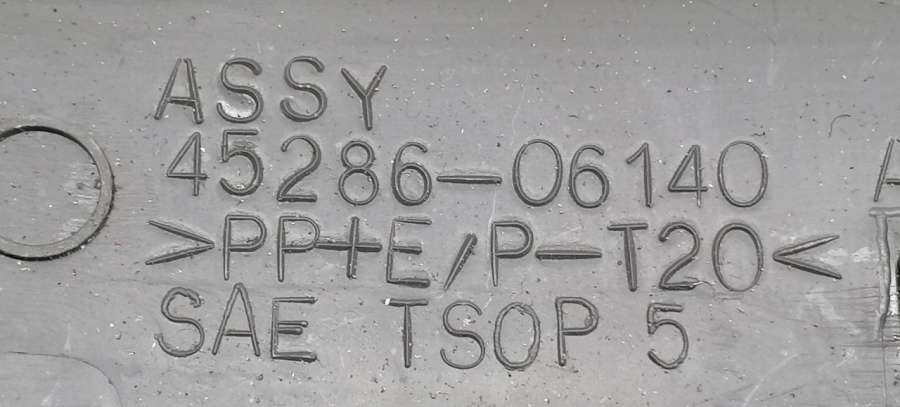 ASSY
45286-06140
>PP+E/P-T20<
SAE TSOP 5